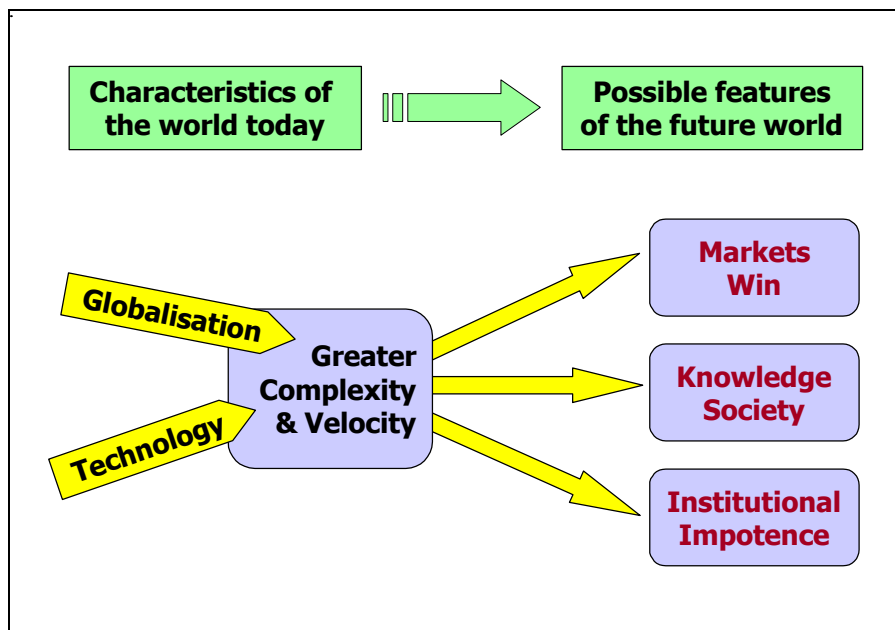 Characteristics of
the world today
Possible features
of the future world
Globalisation
Technology
Greater
Complexity
& Velocity
Markets
Win
Knowledge
Society
Institutional
Impotence